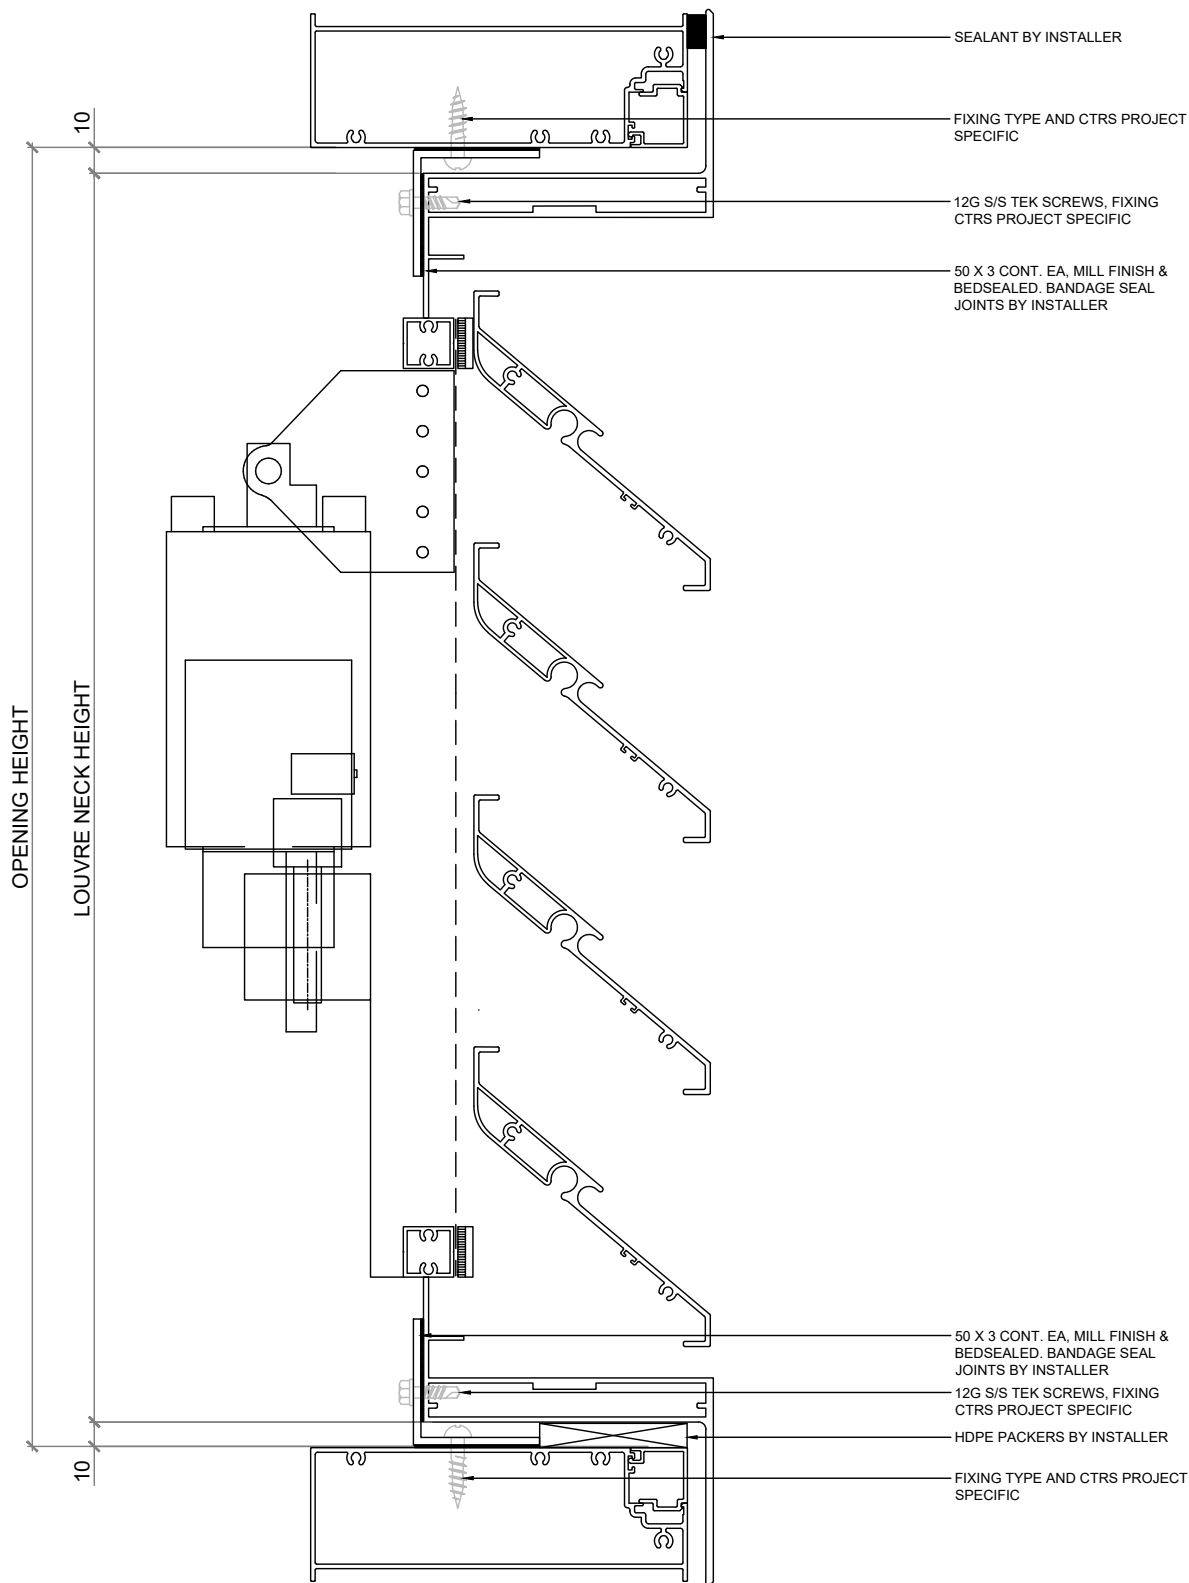 SEALANT BY INSTALLER
10
FIXING TYPE AND CTRS PROJECT
SPECIFIC
12G S/S TEK SCREWS, FIXING
CTRS PROJECT SPECIFIC
50 X 3 CONT. EA, MILL FINISH &
BEDSEALED. BANDAGE SEAL
JOINTS BY INSTALLER
OPENING HEIGHT
LOUVRE NECK HEIGHT
50 X 3 CONT. EA, MILL FINISH &
BEDSEALED. BANDAGE SEAL
JOINTS BY INSTALLER
12G S/S TEK SCREWS, FIXING
CTRS PROJECT SPECIFIC
HDPE PACKERS BY INSTALLER
10
FIXING TYPE AND CTRS PROJECT
SPECIFIC